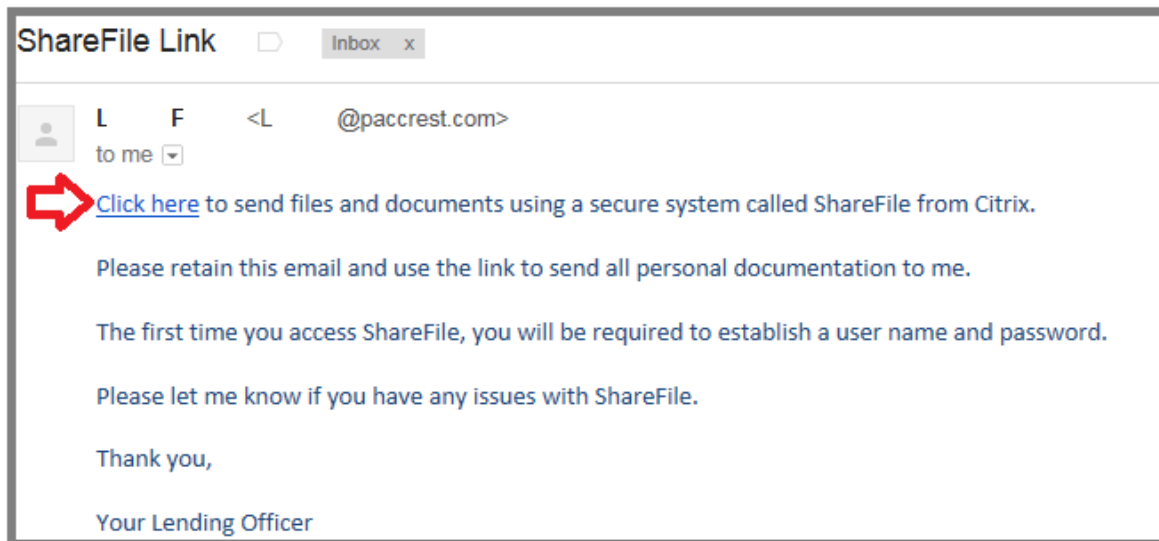 ShareFile Link Inbox x
L F <L @paccrest.com>
to me
Click here to send files and documents using a secure system called ShareFile from Citrix.
Please retain this email and use the link to send all personal documentation to me.
The first time you access ShareFile, you will be required to establish a user name and password.
Please let me know if you have any issues with ShareFile.
Thank you,
Your Lending Officer